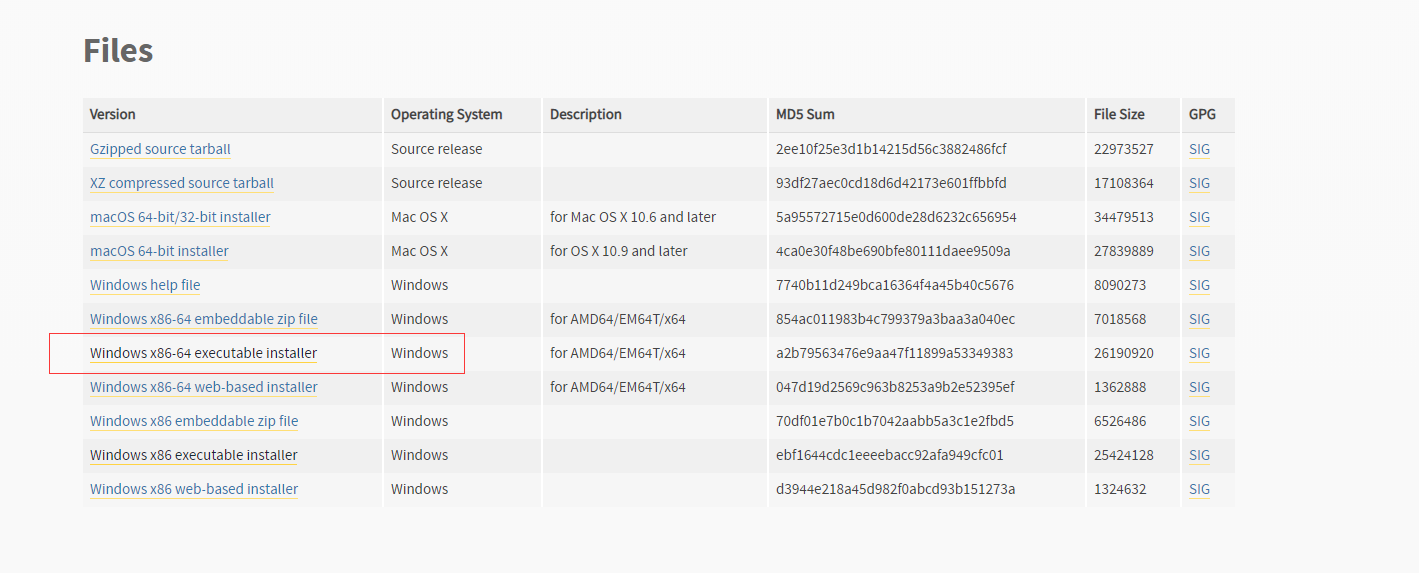 Files
Version Operating System Description MD5 Sum File Size GPG
Gzipped source tarball Source release 2ee10f25e3d1b14215d56c3882486fcf 22973527 SIG
XZ compressed source tarball Source release 93df27aec0cd18d6d42173e601ffbbfd 17108364 SIG
macOS 64-bit/32-bit installer Mac OS X for Mac OS X 10.6 and later 5a95572715e0d600de28d6232c656954 34479513 SIG
macOS 64-bit installer Mac OS X for OS X 10.9 and later 4ca0e30f48be690bfe80111daee9509a 27839889 SIG
Windows help file Windows 7740b11d249bca16364f4a45b40c5676 8090273 SIG
Windows x86-64 embeddable zip file Windows for AMD64/EM64T/x64 854ac011983b4c799379a3baa3a040ec 7018568 SIG
Windows x86-64 executable installer Windows for AMD64/EM64T/x64 a2b79563476e9aa47f11899a53349383 26190920 SIG
Windows x86-64 web-based installer Windows for AMD64/EM64T/x64 047d19d2569c963b8253a9b2e52395ef 1362888 SIG
Windows x86 embeddable zip file Windows 70df01e7b0c1b7042aabb5a3c1e2fbd5 6526486 SIG
Windows x86 executable installer Windows ebf1644cdc1eeeebacc92afa949cfc01 25424128 SIG
Windows x86 web-based installer Windows d3944e218a45d982f0abcd93b151273a 1324632 SIG